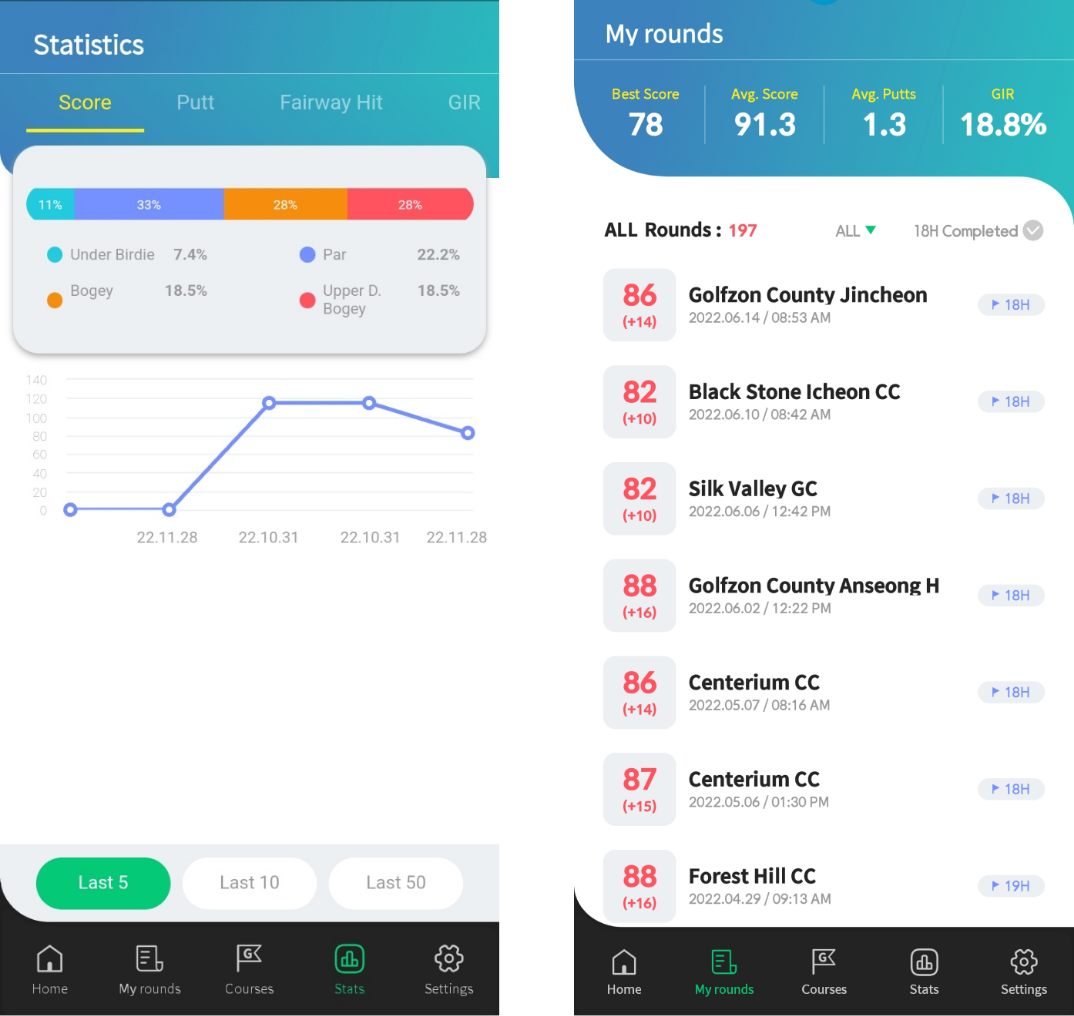 Statistics
Score Putt Fairway Hit GIR
11% 33% 28% 28%
Under Birdie 7.4% Par 22.2%
Bogey 18.5% Upper D. Bogey 18.5%
140
120
100
80
60
40
20
0
22.11.28 22.10.31 22.10.31 22.11.28
Last 5 Last 10 Last 50
Home My rounds Courses Stats Settings
My rounds
Best Score Avg. Score Avg. Putts GIR
78 91.3 1.3 18.8%
ALL Rounds : 197 ALL 18H Completed
86 Golfzon County Jincheon
(+14) 2022.06.14 / 08:53 AM 18H
82 Black Stone Icheon CC
(+10) 2022.06.10 / 08:42 AM 18H
82 Silk Valley GC
(+10) 2022.06.06 / 12:42 PM 18H
88 Golfzon County Anseong H
(+16) 2022.06.02 / 12:22 PM 18H
86 Centerium CC
(+14) 2022.05.07 / 08:16 AM 18H
87 Centerium CC
(+15) 2022.05.06 / 01:30 PM 18H
88 Forest Hill CC
(+16) 2022.04.29 / 09:13 AM 19H
Home My rounds Courses Stats Settings